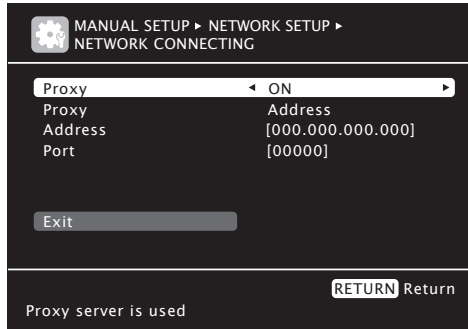 MANUAL SETUP ▸ NETWORK SETUP ▸
NETWORK CONNECTING
Proxy ◂ ON ▸
Proxy Address
Address [000.000.000.000]
Port [00000]
Exit
RETURN Return
Proxy server is used